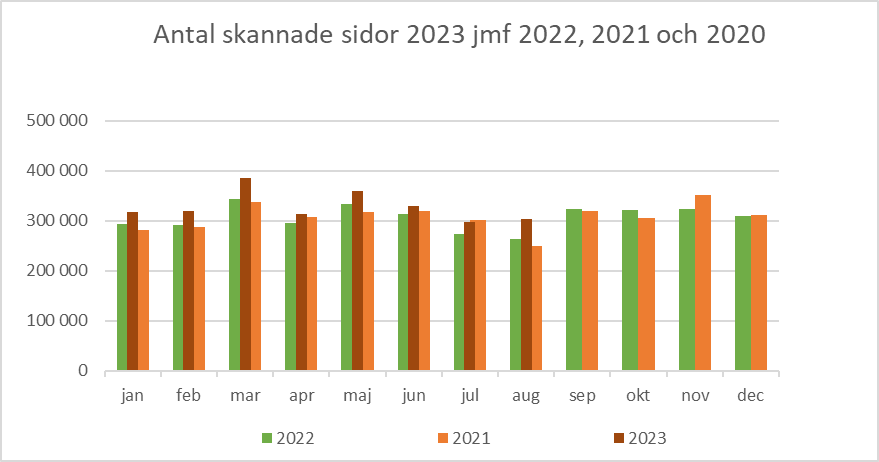 Antal skannade sidor 2023 jmf 2022, 2021 och 2020
500 000
400 000
300 000
200 000
100 000
0
jan feb mar apr maj jun jul aug sep okt nov dec
2022 2021 2023